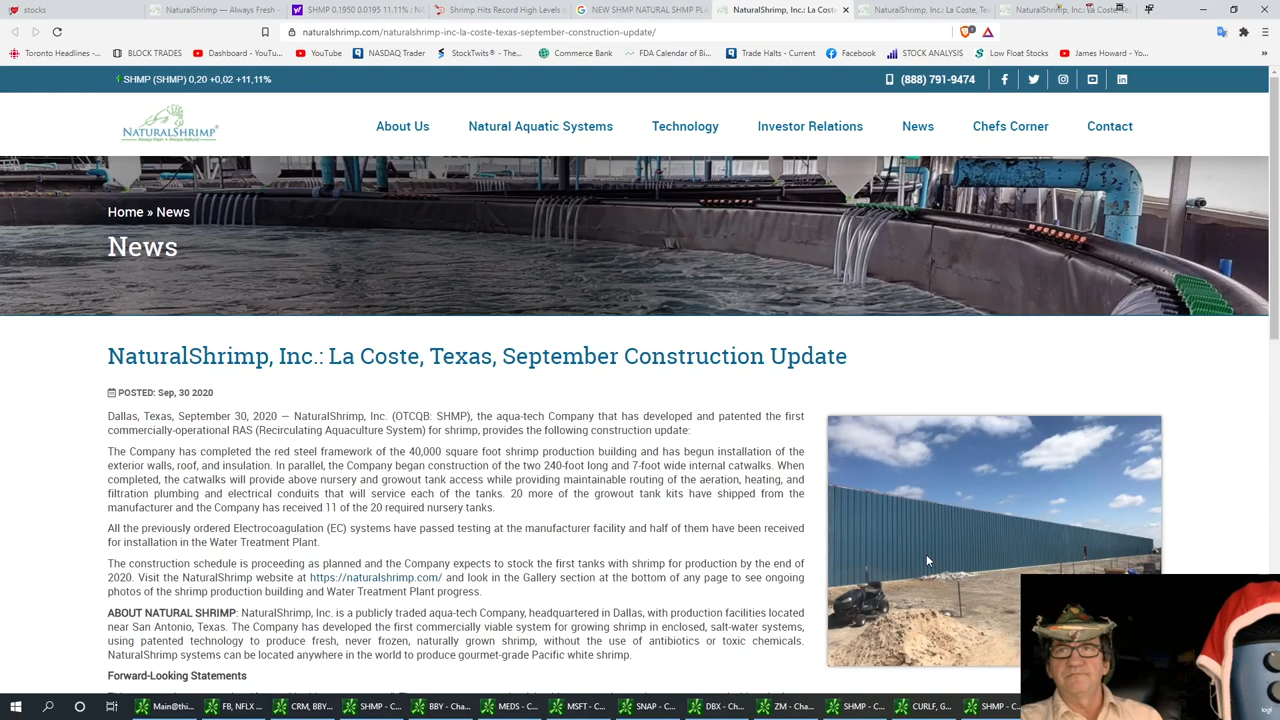 stocks
NaturalShrimp — Always Fresh -
SHMP 0.1950 0.0195 11.11% : NA
Shrimp Hits Record High Levels o
NEW SHMP NATURAL SHMP PLA
NaturalShrimp, Inc.: La Coste
NaturalShrimp, Inc.: La Coste, Te
NaturalShrimp, Inc.: La Coste, Te
naturalshrimp.com/naturalshrimp-inc-la-coste-texas-september-construction-update/
Toronto Headlines -...
BLOCK TRADES
Dashboard - YouTu...
YouTube
NASDAQ Trader
StockTwits® - The...
Commerce Bank
FDA Calendar of Bi...
Trade Halts - Current
Facebook
STOCK ANALYSIS
Low Float Stocks
James Howard - Yo...
SHMP (SHMP) 0,20 +0,02 +11,11%
(888) 791-9474
NATURALSHRIMP
Always Fresh • Always Natural
About Us
Natural Aquatic Systems
Technology
Investor Relations
News
Chefs Corner
Contact
Home » News
News
NaturalShrimp, Inc.: La Coste, Texas, September Construction Update
POSTED: Sep, 30 2020
Dallas, Texas, September 30, 2020 — NaturalShrimp, Inc. (OTCQB: SHMP), the aqua-tech Company that has developed and patented the first
commercially-operational RAS (Recirculating Aquaculture System) for shrimp, provides the following construction update:
The Company has completed the red steel framework of the 40,000 square foot shrimp production building and has begun installation of the
exterior walls, roof, and insulation. In parallel, the Company began construction of the two 240-foot long and 7-foot wide internal catwalks. When
completed, the catwalks will provide above nursery and growout tank access while providing maintainable routing of the aeration, heating, and
filtration plumbing and electrical conduits that will service each of the tanks. 20 more of the growout tank kits have shipped from the
manufacturer and the Company has received 11 of the 20 required nursery tanks.
All the previously ordered Electrocoagulation (EC) systems have passed testing at the manufacturer facility and half of them have been received
for installation in the Water Treatment Plant.
The construction schedule is proceeding as planned and the Company expects to stock the first tanks with shrimp for production by the end of
2020. Visit the NaturalShrimp website at https://naturalshrimp.com/ and look in the Gallery section at the bottom of any page to see ongoing
photos of the shrimp production building and Water Treatment Plant progress.
ABOUT NATURAL SHRIMP: NaturalShrimp, Inc. is a publicly traded aqua-tech Company, headquartered in Dallas, with production facilities located
near San Antonio, Texas. The Company has developed the first commercially viable system for growing shrimp in enclosed, salt-water systems,
using patented technology to produce fresh, never frozen, naturally grown shrimp, without the use of antibiotics or toxic chemicals.
NaturalShrimp systems can be located anywhere in the world to produce gourmet-grade Pacific white shrimp.
Forward-Looking Statements
Main@thi...
FB, NFLX ...
CRM, BBY...
SHMP - C...
BBY - Cha...
MEDS - C...
MSFT - C...
SNAP - C...
DBX - Cha...
ZM - Cha...
SHMP - C...
CURLF, G...
SHMP - C...
logi